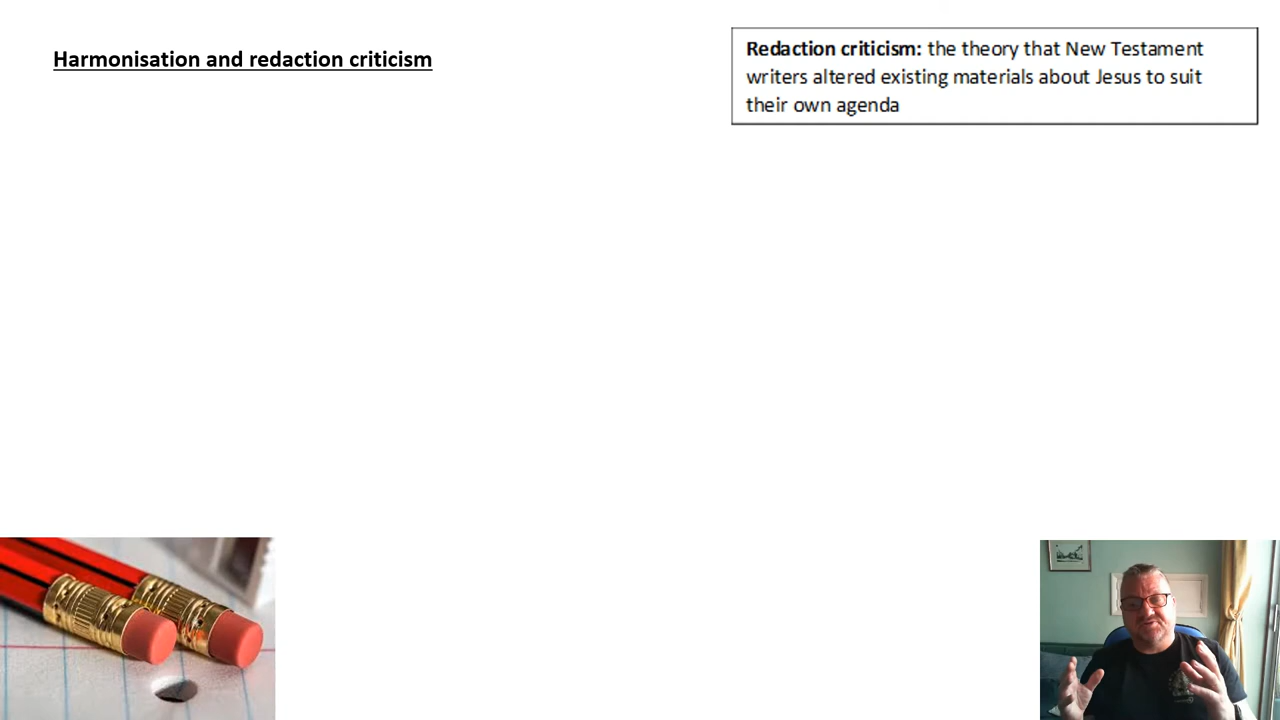 Harmonisation and redaction criticism
Redaction criticism: the theory that New Testament
writers altered existing materials about Jesus to suit
their own agenda